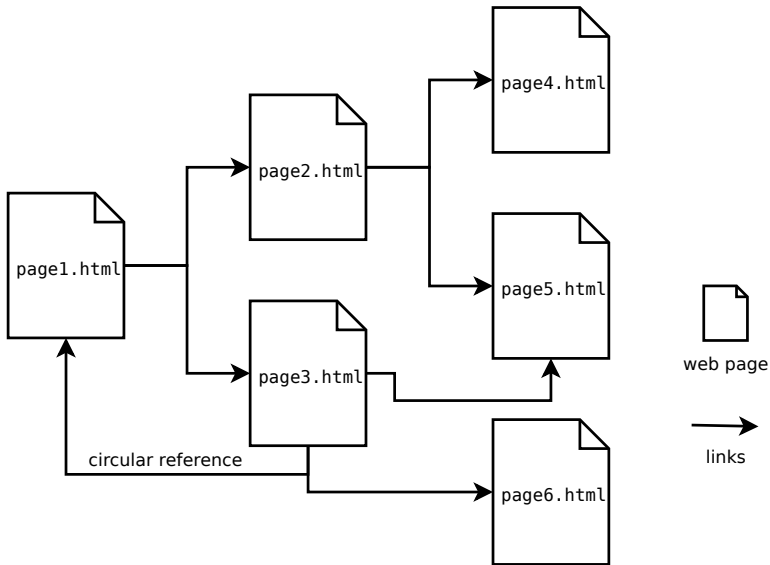 page4.html
page2.html
page1.html
page5.html
page3.html
web page
circular reference
links
page6.html